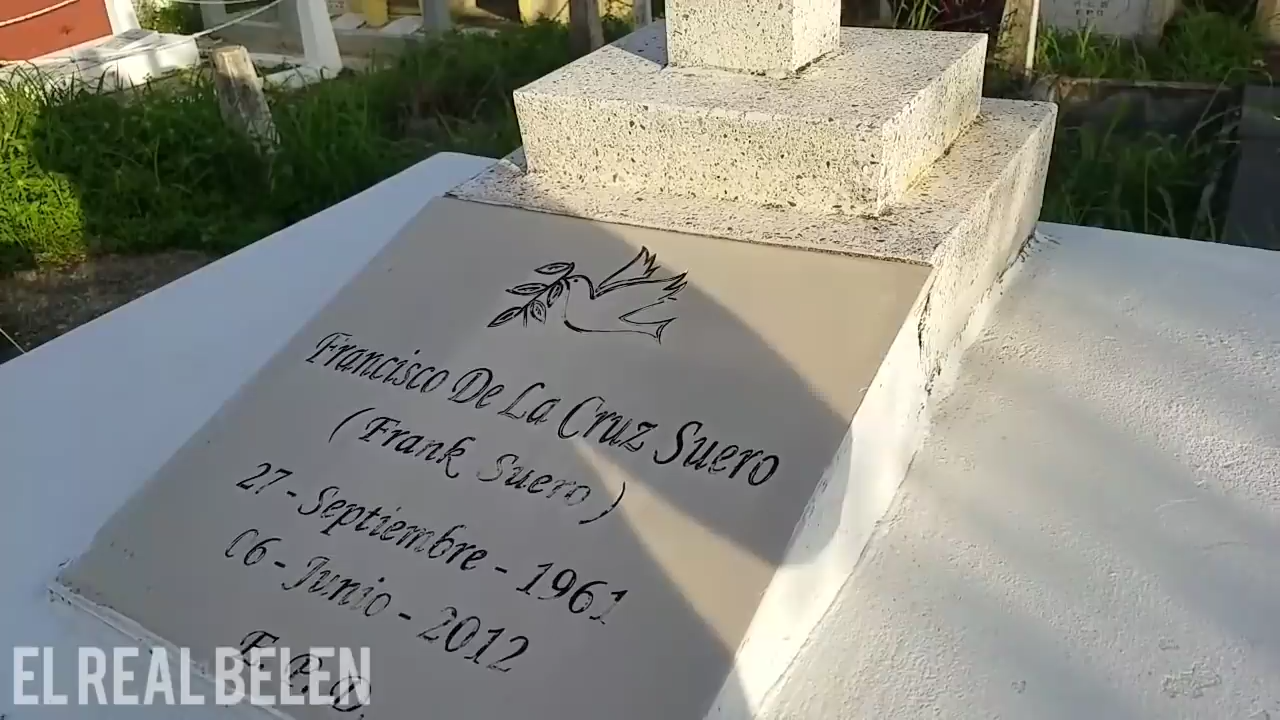 Francisco De La Cruz Suero
(Frank Suero)
27 - Septiembre - 1961
06 - Junio - 2012
E. P. D.
EL REAL BELEN